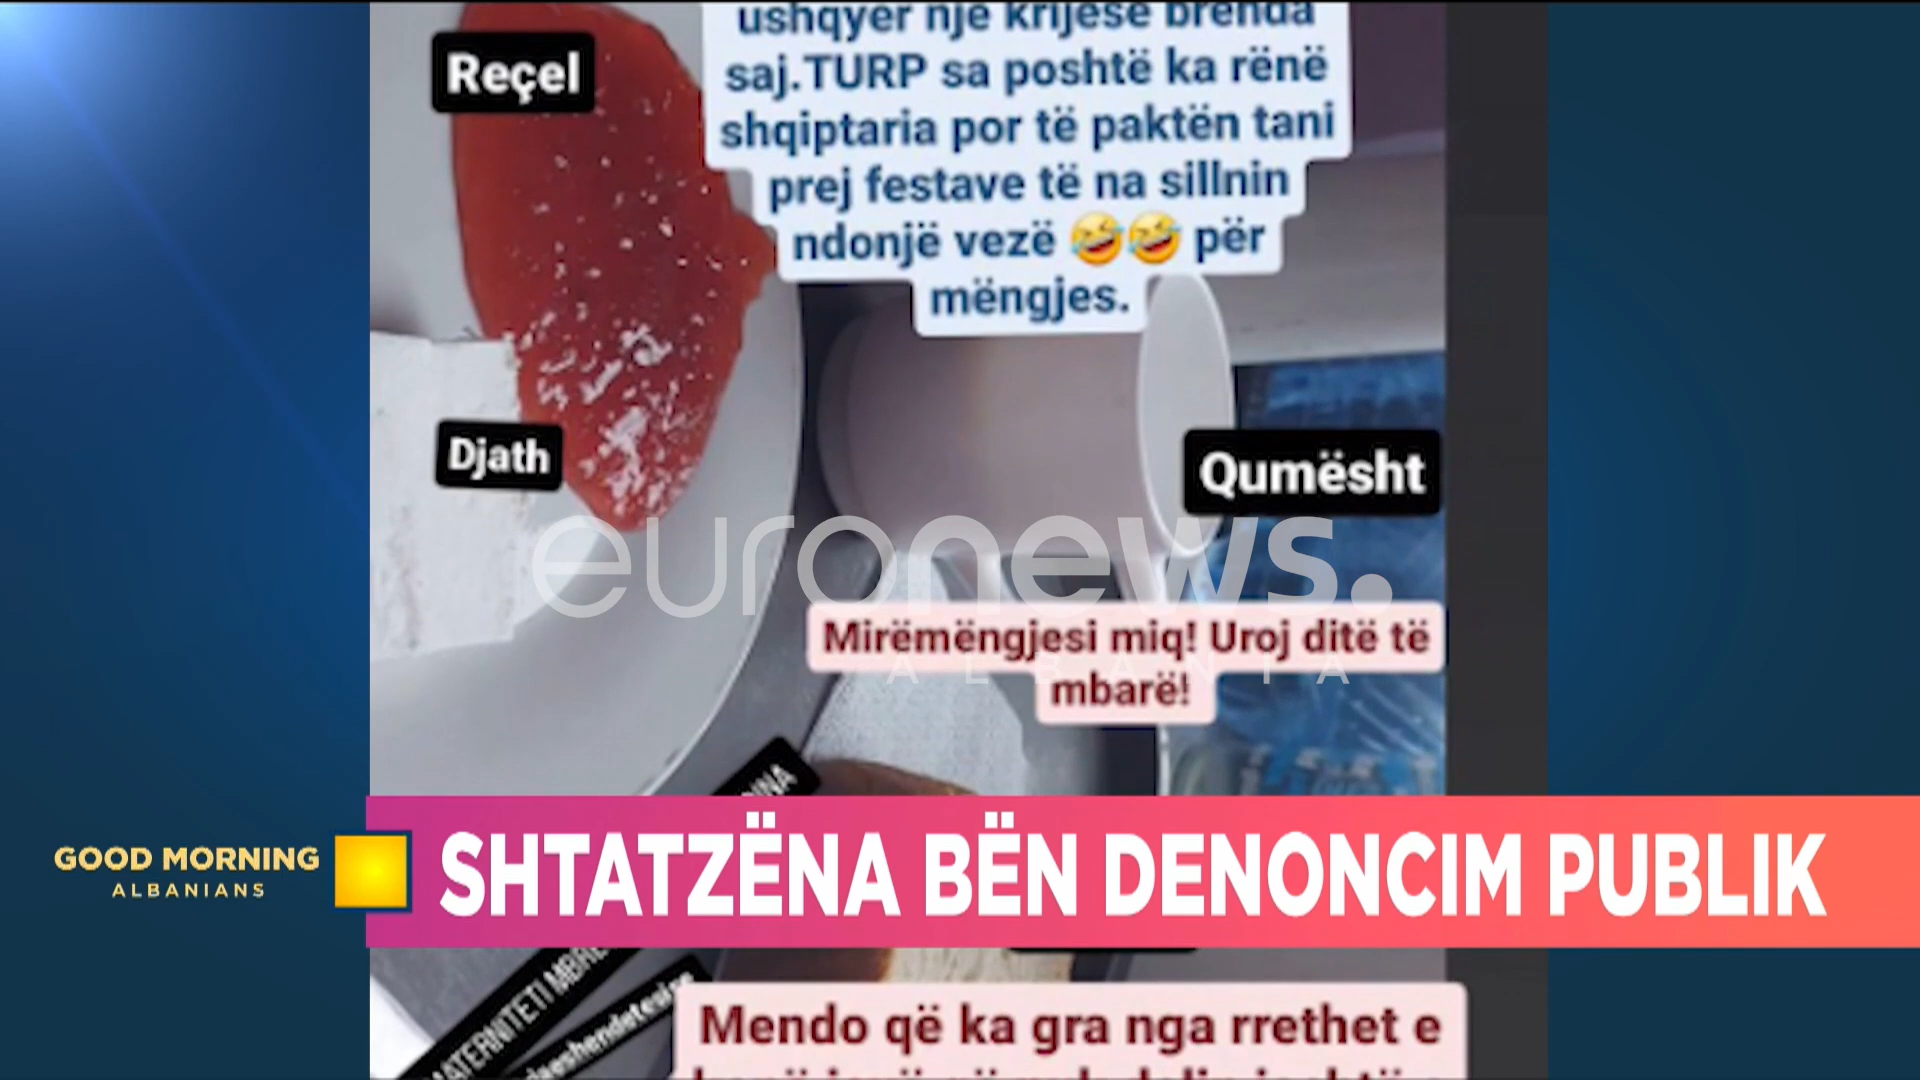 ushqyer një krijesë brenda
saj.TURP sa poshtë ka rënë
shqiptaria por të paktën tani
prej festave të na sillnin
ndonjë vezë 🤣🤣 për
mëngjes.
Reçel
Djath
Qumësht
euronews.
ALBANIA
Mirëmëngjesi miq! Uroj ditë të
mbarë!
GOOD MORNING
ALBANIANS
SHTATZËNA BËN DENONCIM PUBLIK
MATERNITETI
Mendo që ka gra nga rrethet e